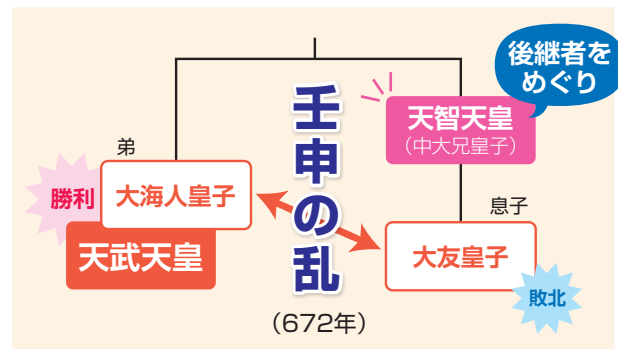 後継者を
めぐり
天智天皇
（中大兄皇子）
壬申の乱
（672年）
弟
勝利
大海人皇子
天武天皇
息子
大友皇子
敗北